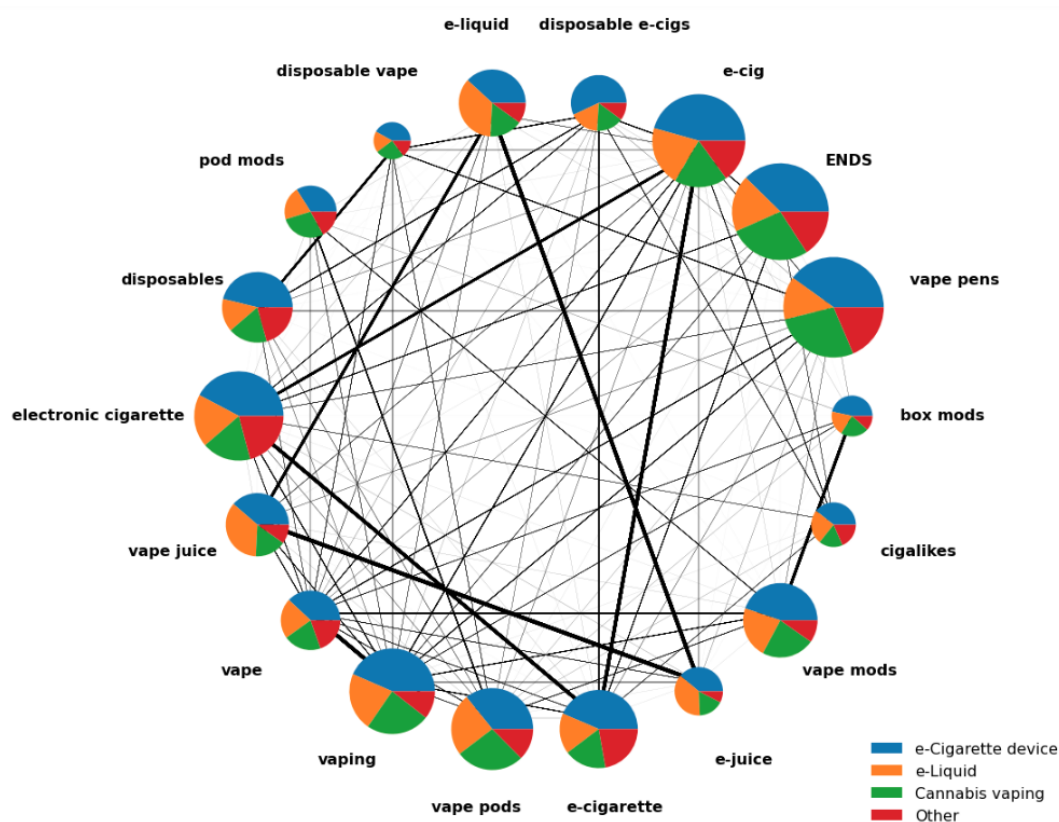 e-liquid
disposable e-cigs
disposable vape
e-cig
pod mods
ENDS
disposables
vape pens
electronic cigarette
box mods
vape juice
cigalikes
vape
vape mods
vaping
e-juice
vape pods
e-cigarette
e-Cigarette device
e-Liquid
Cannabis vaping
Other